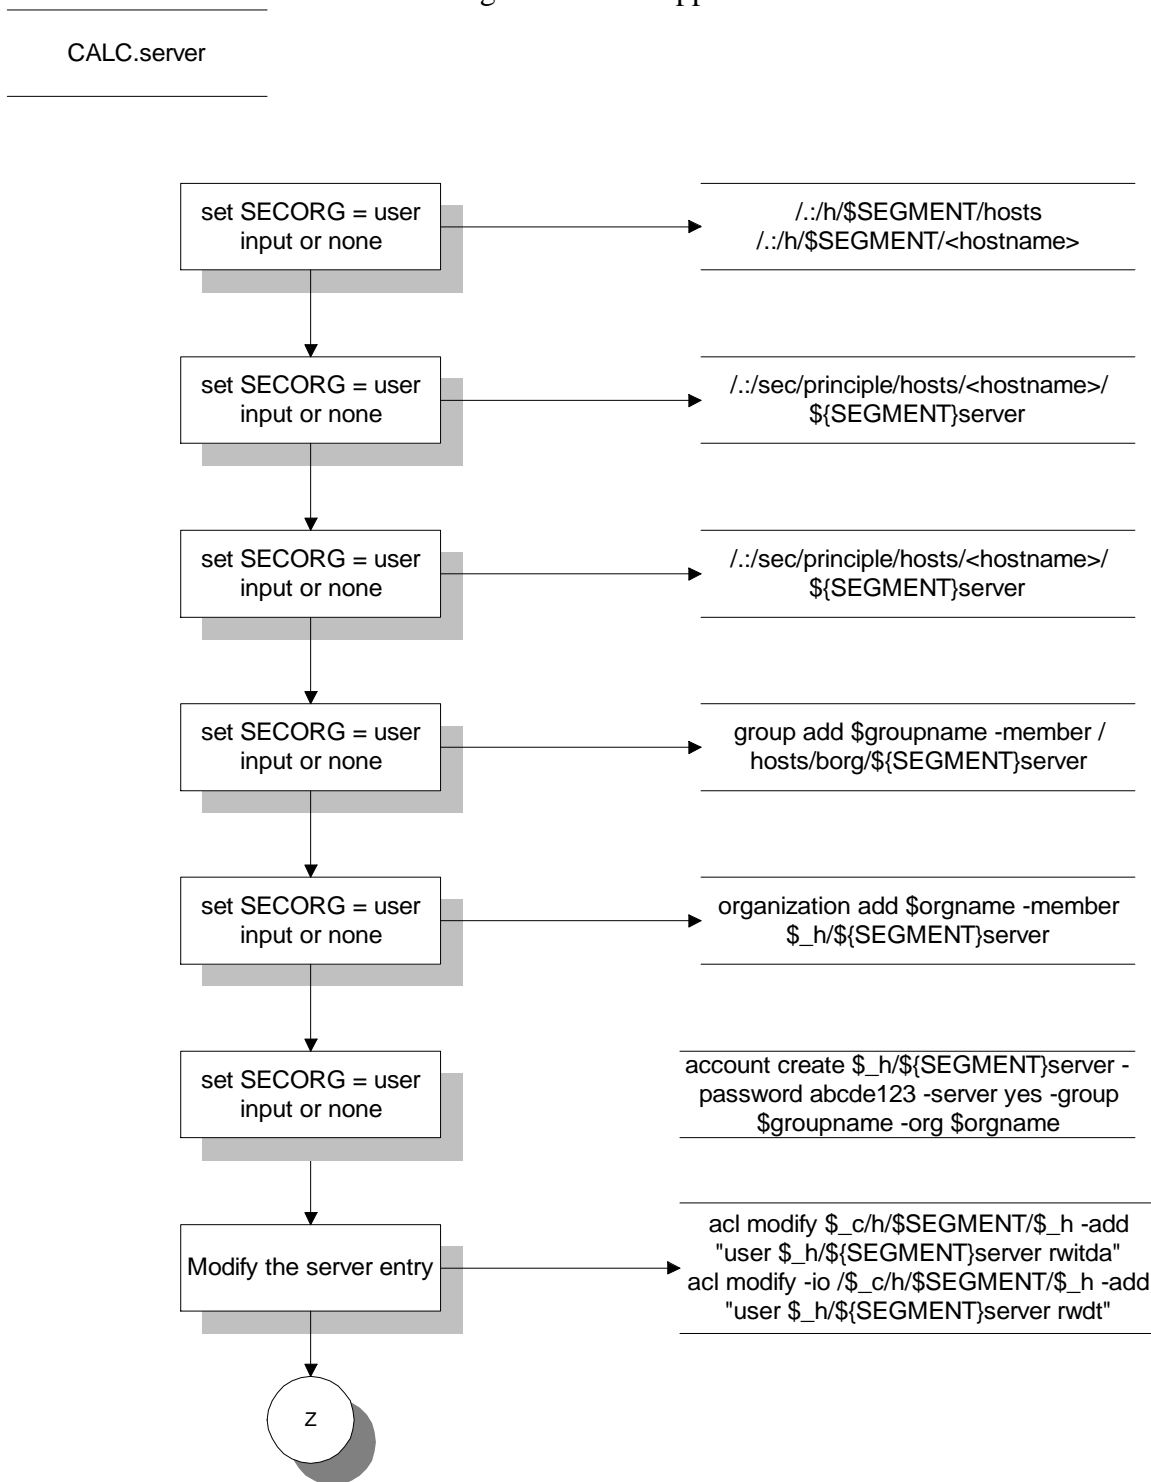 CALC.server
set SECORG = user
input or none
/.:/h/$SEGMENT/hosts
/.:/h/$SEGMENT/<hostname>
set SECORG = user
input or none
/.:/sec/principle/hosts/<hostname>/
${SEGMENT}server
set SECORG = user
input or none
/.:/sec/principle/hosts/<hostname>/
${SEGMENT}server
set SECORG = user
input or none
group add $groupname -member /
hosts/borg/${SEGMENT}server
set SECORG = user
input or none
organization add $orgname -member
$_h/${SEGMENT}server
set SECORG = user
input or none
account create $_h/${SEGMENT}server -
password abcde123 -server yes -group
$groupname -org $orgname
Modify the server entry
acl modify $_c/h/$SEGMENT/$_h -add
"user $_h/${SEGMENT}server rwitda"
acl modify -io /$_c/h/$SEGMENT/$_h -add
"user $_h/${SEGMENT}server rwdt"
Z